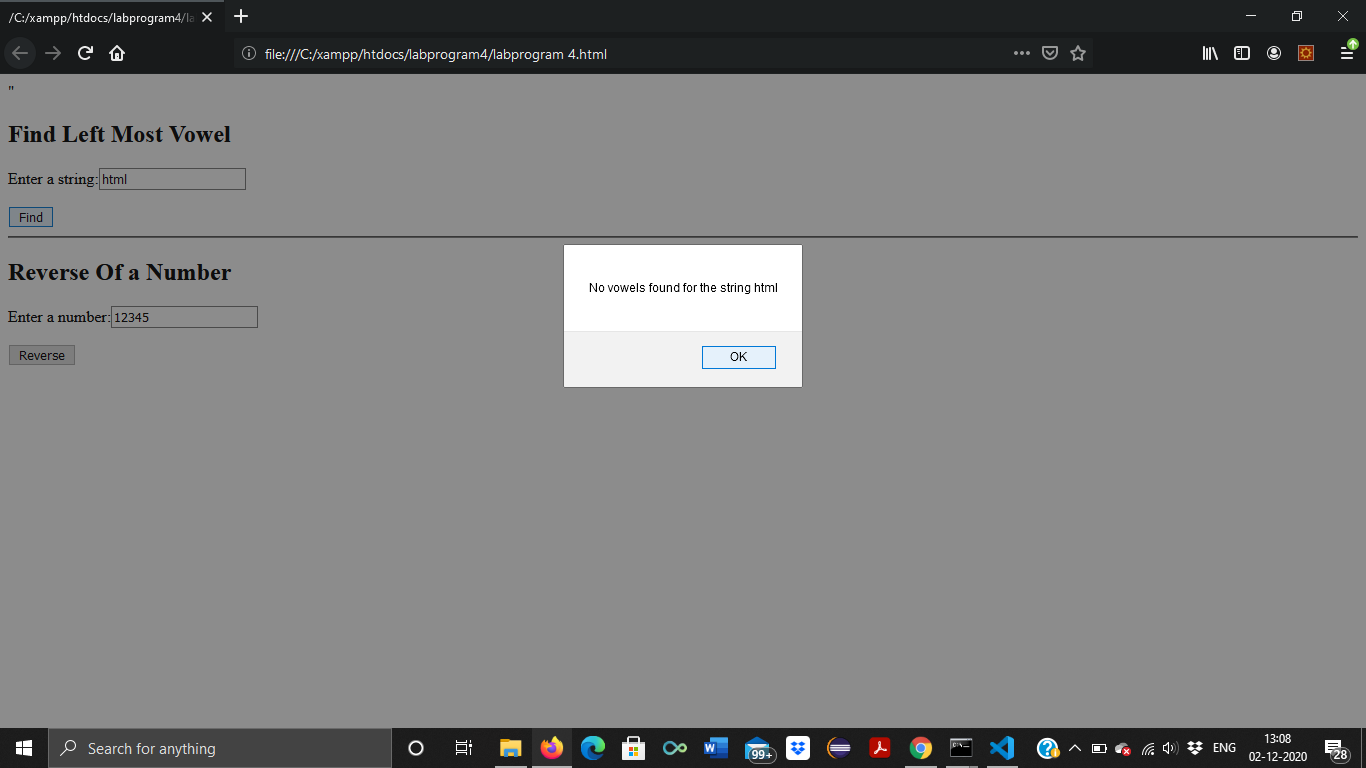 /C:/xampp/htdocs/labprogram4/la
file:///C:/xampp/htdocs/labprogram4/labprogram 4.html
"
Find Left Most Vowel
Enter a string: html
Find
Reverse Of a Number
Enter a number: 12345
Reverse
No vowels found for the string html
OK
Search for anything
99+
ENG
13:08
02-12-2020
28